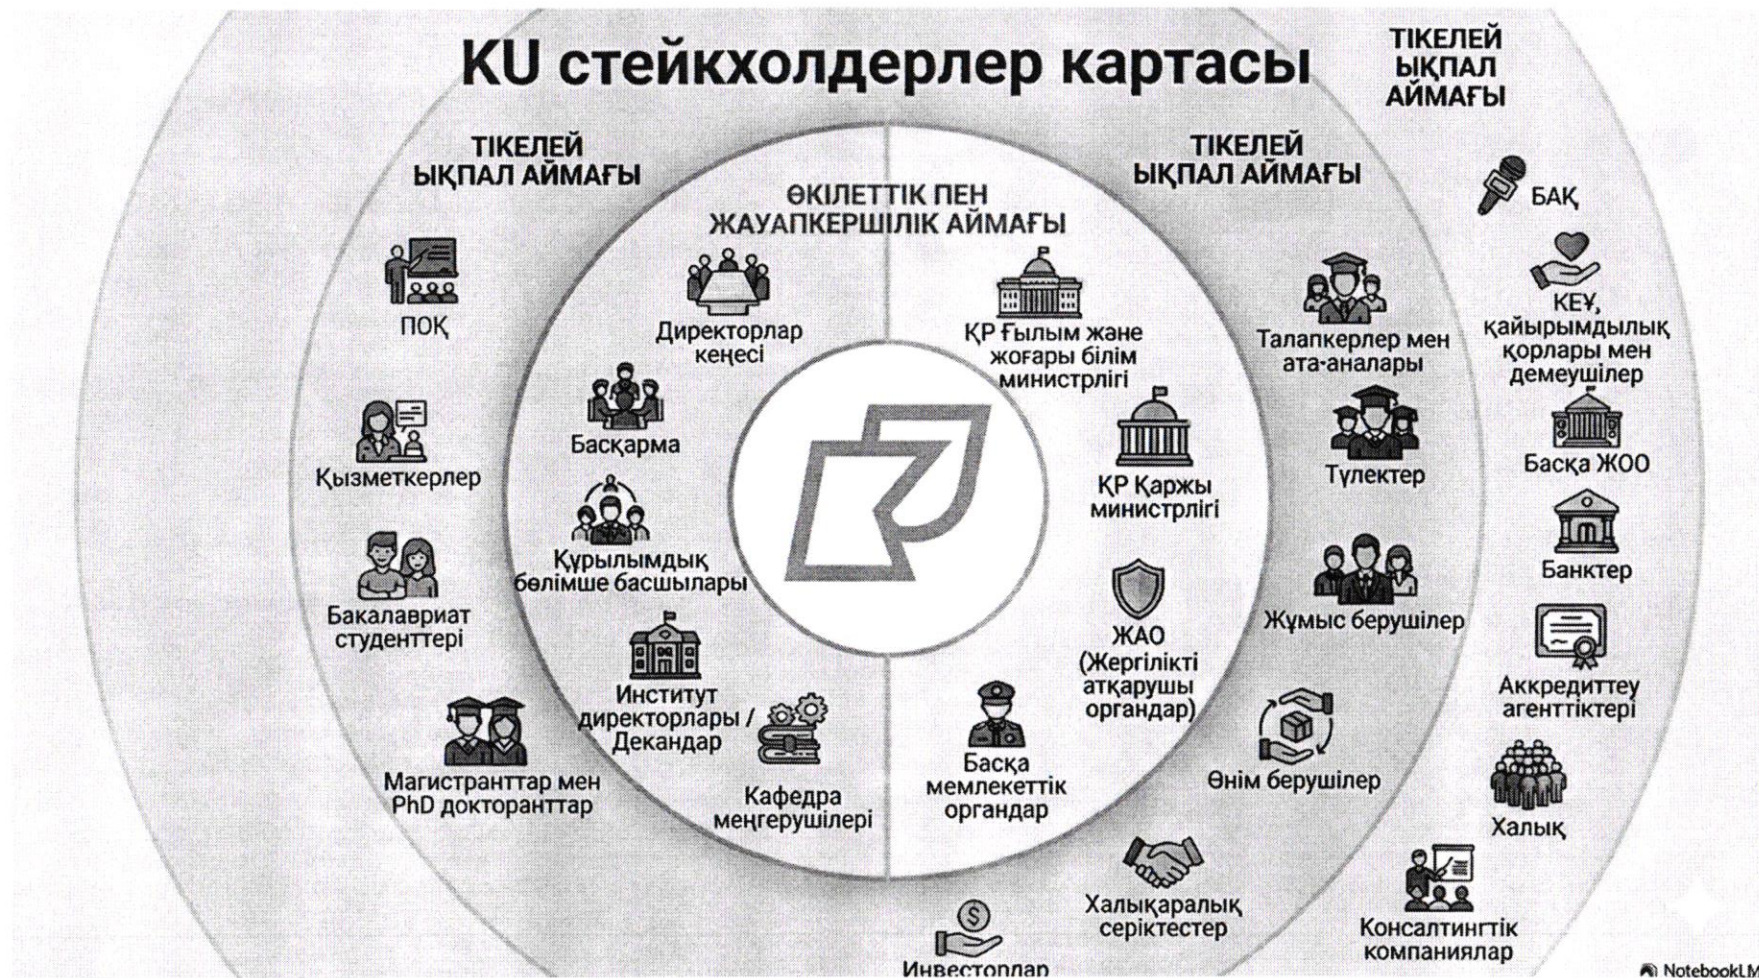 KU стейкхолдерлер картасы
ТІКЕЛЕЙ
ЫҚПАЛ
АЙМАҒЫ
ТІКЕЛЕЙ
ЫҚПАЛ АЙМАҒЫ
ТІКЕЛЕЙ
ЫҚПАЛ АЙМАҒЫ
ӨКІЛЕТТІК ПЕН
ЖАУАПКЕРШІЛІК АЙМАҒЫ
ПОҚ
Қызметкерлер
Бакалавриат
студенттері
Магистранттар мен
PhD докторанттар
Директорлар
кеңесі
Басқарма
Құрылымдық
бөлімше басшылары
Институт
директорлары /
Декандар
Кафедра
меңгерушілері
ҚР Ғылым және
жоғары білім
министрлігі
ҚР Қаржы
министрлігі
ЖАО
(Жергілікті
атқарушы
органдар)
Басқа
мемлекеттік
органдар
Талапкерлер мен
ата-аналары
Түлектер
Жұмыс берушілер
Өнім берушілер
Халықаралық
серіктестер
Инвесторлар
БАҚ
КЕҰ,
қайырымдылық
қорлары мен
демеушілер
Басқа ЖОО
Банктер
Аккредиттеу
агенттіктері
Халық
Консалтингтік
компаниялар
NotebookLM